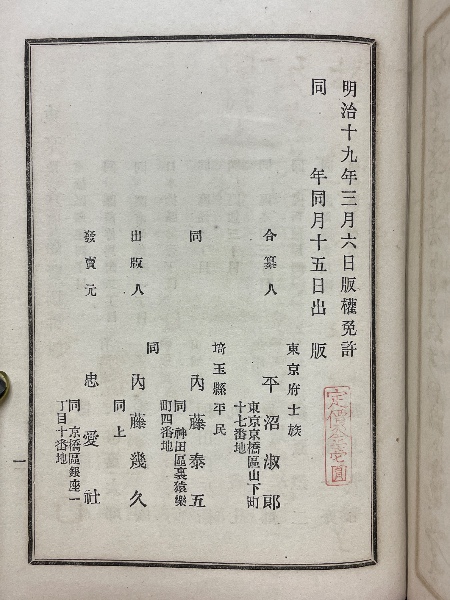 明治十九年三月六日版權免許
同年同月十五日出版
定價金壹圓
東京府士族
合纂人 平沼淑郎
東京京橋區山下町
十七番地
埼玉縣平民
同 內藤泰五
同 神田區裏猿樂
町四番地
同
出版人 內藤幾久
同上
發賣元 忠愛社
同 京橋區銀座一
丁目十番地
一